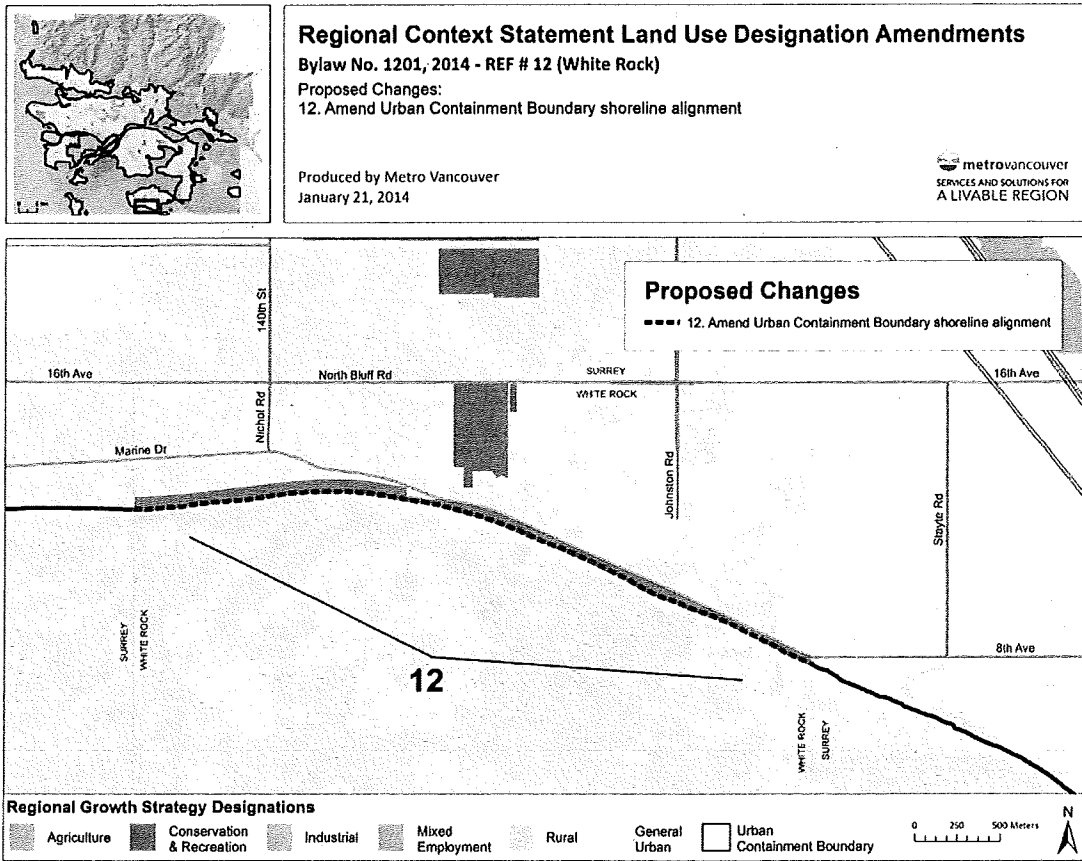 Regional Context Statement Land Use Designation Amendments
Bylaw No. 1201, 2014 - REF # 12 (White Rock)
Proposed Changes:
12. Amend Urban Containment Boundary shoreline alignment
Produced by Metro Vancouver
January 21, 2014
metrovancouver
SERVICES AND SOLUTIONS FOR
A LIVABLE REGION
Proposed Changes
12. Amend Urban Containment Boundary shoreline alignment
140th St
16th Ave
North Bluff Rd
SURREY
WHITE ROCK
16th Ave
Nichol Rd
Marine Dr
Johnston Rd
Stayte Rd
SURREY
WHITE ROCK
12
8th Ave
WHITE ROCK
SURREY
Regional Growth Strategy Designations
Agriculture
Conservation
& Recreation
Industrial
Mixed
Employment
Rural
General
Urban
Urban
Containment Boundary
0 250 500 Meters
N